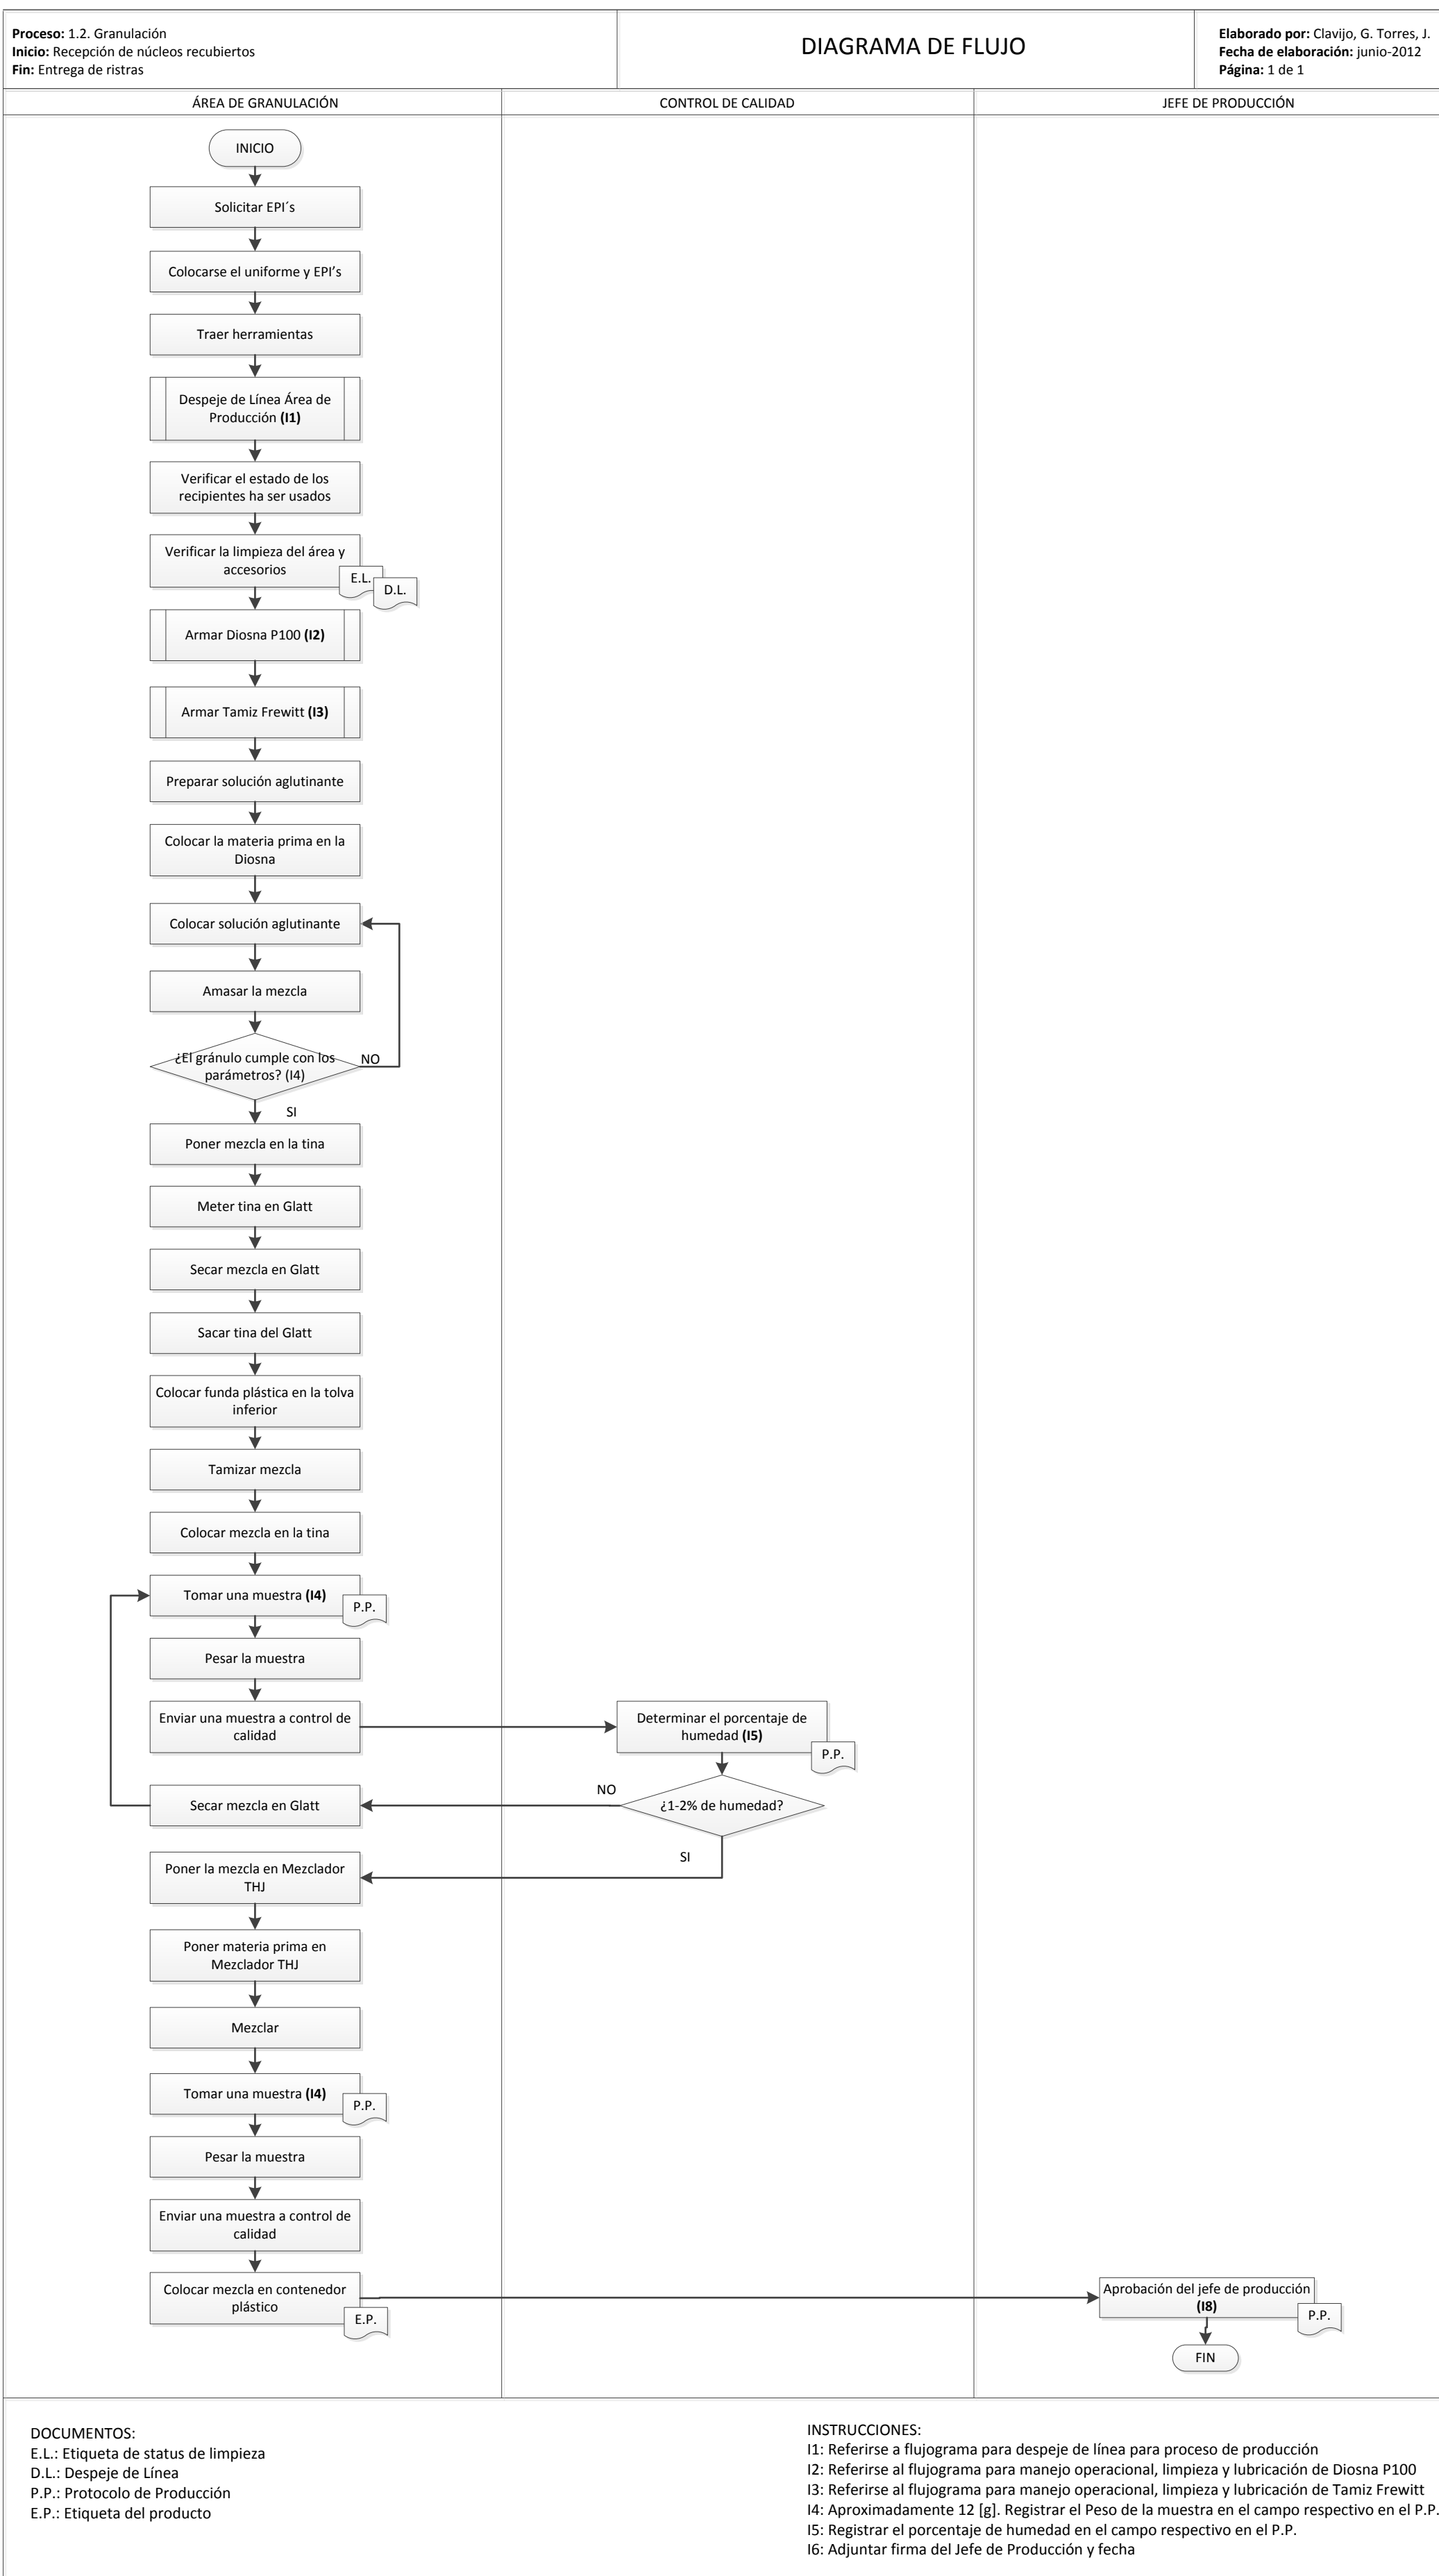 Proceso: 1.2. Granulación
Inicio: Recepción de núcleos recubiertos
Fin: Entrega de ristras
DIAGRAMA DE FLUJO
Elaborado por: Clavijo, G. Torres, J.
Fecha de elaboración: junio-2012
Página: 1 de 1
ÁREA DE GRANULACIÓN
CONTROL DE CALIDAD
JEFE DE PRODUCCIÓN
INICIO
Solicitar EPI´s
Colocarse el uniforme y EPI’s
Traer herramientas
Despeje de Línea Área de
Producción (I1)
Verificar el estado de los
recipientes ha ser usados
Verificar la limpieza del área y
accesorios
E.L.
D.L.
Armar Diosna P100 (I2)
Armar Tamiz Frewitt (I3)
Preparar solución aglutinante
Colocar la materia prima en la
Diosna
Colocar solución aglutinante
Amasar la mezcla
¿El gránulo cumple con los
parámetros? (I4)
NO
SI
Poner mezcla en la tina
Meter tina en Glatt
Secar mezcla en Glatt
Sacar tina del Glatt
Colocar funda plástica en la tolva
inferior
Tamizar mezcla
Colocar mezcla en la tina
Tomar una muestra (I4)
P.P.
Pesar la muestra
Enviar una muestra a control de
calidad
Determinar el porcentaje de
humedad (I5)
P.P.
¿1-2% de humedad?
NO
Secar mezcla en Glatt
SI
Poner la mezcla en Mezclador
THJ
Poner materia prima en
Mezclador THJ
Mezclar
Tomar una muestra (I4)
P.P.
Pesar la muestra
Enviar una muestra a control de
calidad
Colocar mezcla en contenedor
plástico
E.P.
Aprobación del jefe de producción
(I8)
P.P.
FIN
DOCUMENTOS:
E.L.: Etiqueta de status de limpieza
D.L.: Despeje de Línea
P.P.: Protocolo de Producción
E.P.: Etiqueta del producto
INSTRUCCIONES:
I1: Referirse a flujograma para despeje de línea para proceso de producción
I2: Referirse al flujograma para manejo operacional, limpieza y lubricación de Diosna P100
I3: Referirse al flujograma para manejo operacional, limpieza y lubricación de Tamiz Frewitt
I4: Aproximadamente 12 [g]. Registrar el Peso de la muestra en el campo respectivo en el P.P.
I5: Registrar el porcentaje de humedad en el campo respectivo en el P.P.
I6: Adjuntar firma del Jefe de Producción y fecha